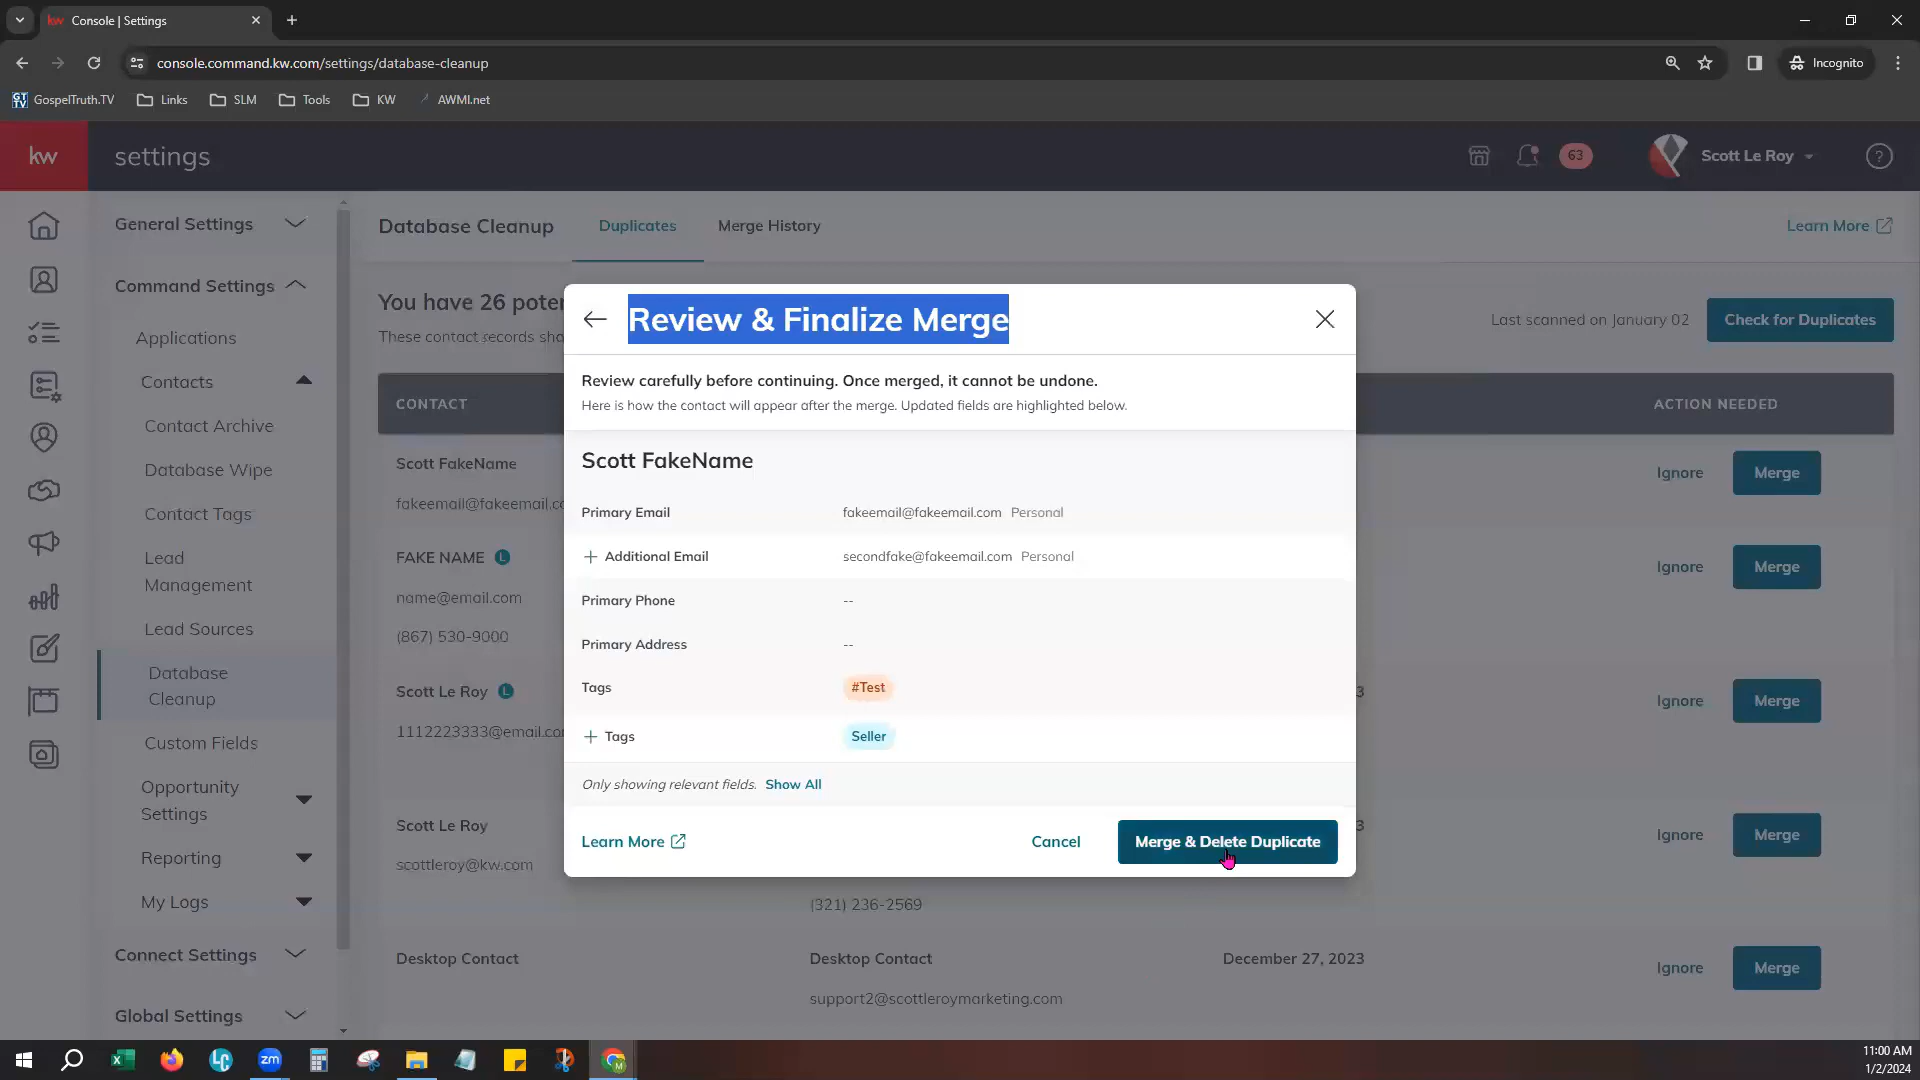 Console | Settings
console.command.kw.com/settings/database-cleanup
Incognito
GospelTruth.TV
Links
SLM
Tools
KW
AWMI.net
kw
settings
63
Scott Le Roy
General Settings
Command Settings
Applications
Contacts
Contact Archive
Database Wipe
Contact Tags
Lead
Management
Lead Sources
Database
Cleanup
Custom Fields
Opportunity
Settings
Reporting
My Logs
Connect Settings
Global Settings
Database Cleanup
Duplicates
Merge History
Learn More
You have 26 poten
These contact records sha
Last scanned on January 02
Check for Duplicates
CONTACT
ACTION NEEDED
Scott FakeName
fakeemail@fakeemail.co
Ignore
Merge
FAKE NAME L
name@email.com
(867) 530-9000
Ignore
Merge
Scott Le Roy L
1112223333@email.com
3
Ignore
Merge
Scott Le Roy
scottleroy@kw.com
(321) 236-2569
3
Ignore
Merge
Desktop Contact
Desktop Contact
support2@scottleroymarketing.com
December 27, 2023
Ignore
Merge
Review & Finalize Merge
Review carefully before continuing. Once merged, it cannot be undone.
Here is how the contact will appear after the merge. Updated fields are highlighted below.
Scott FakeName
Primary Email fakeemail@fakeemail.com Personal
+ Additional Email secondfake@fakeemail.com Personal
Primary Phone --
Primary Address --
Tags #Test
+ Tags Seller
Only showing relevant fields. Show All
Learn More
Cancel
Merge & Delete Duplicate
11:00 AM
1/2/2024